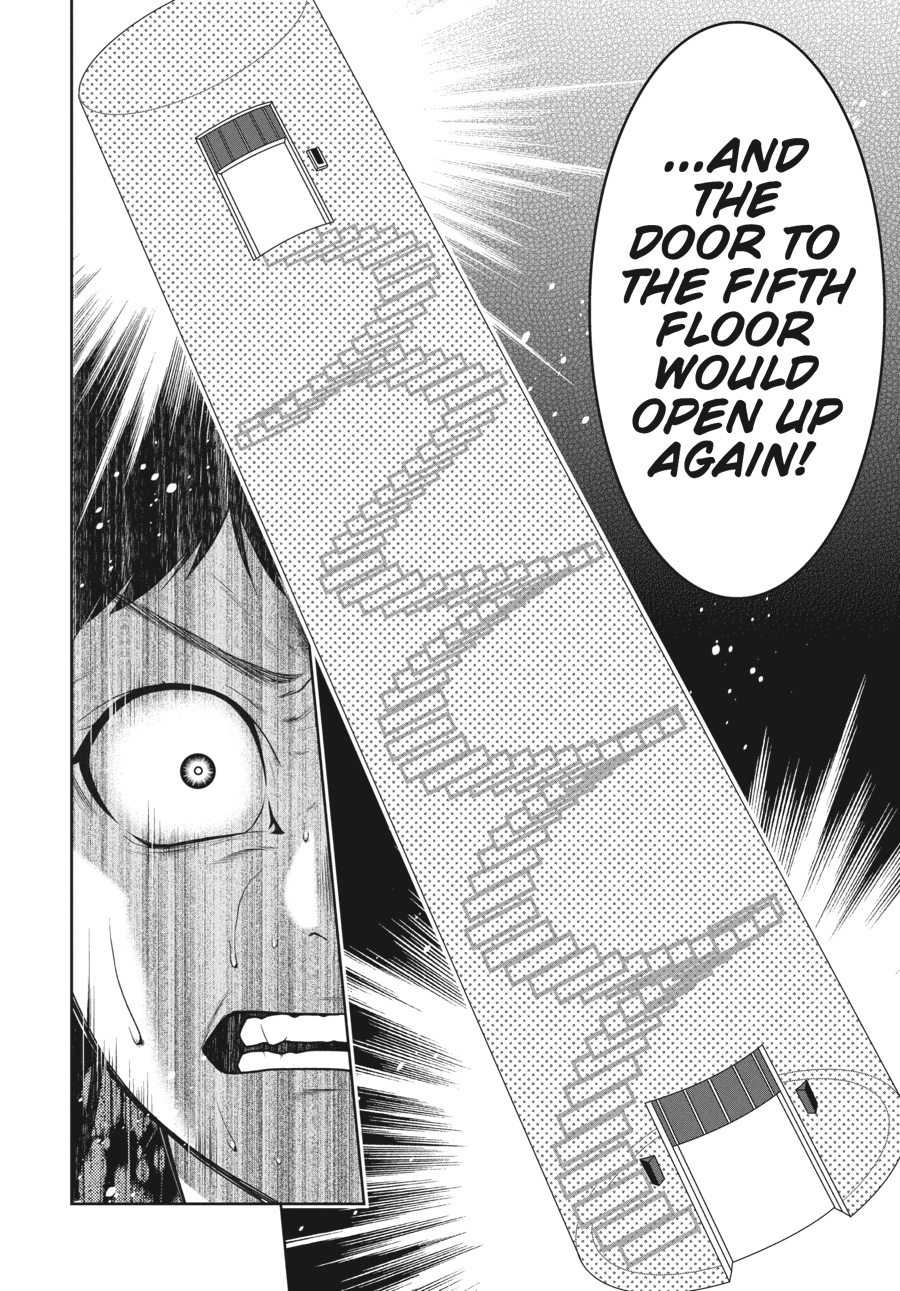 ...AND
THE
DOOR TO
THE FIFTH
FLOOR
WOULD
OPEN UP
AGAIN!